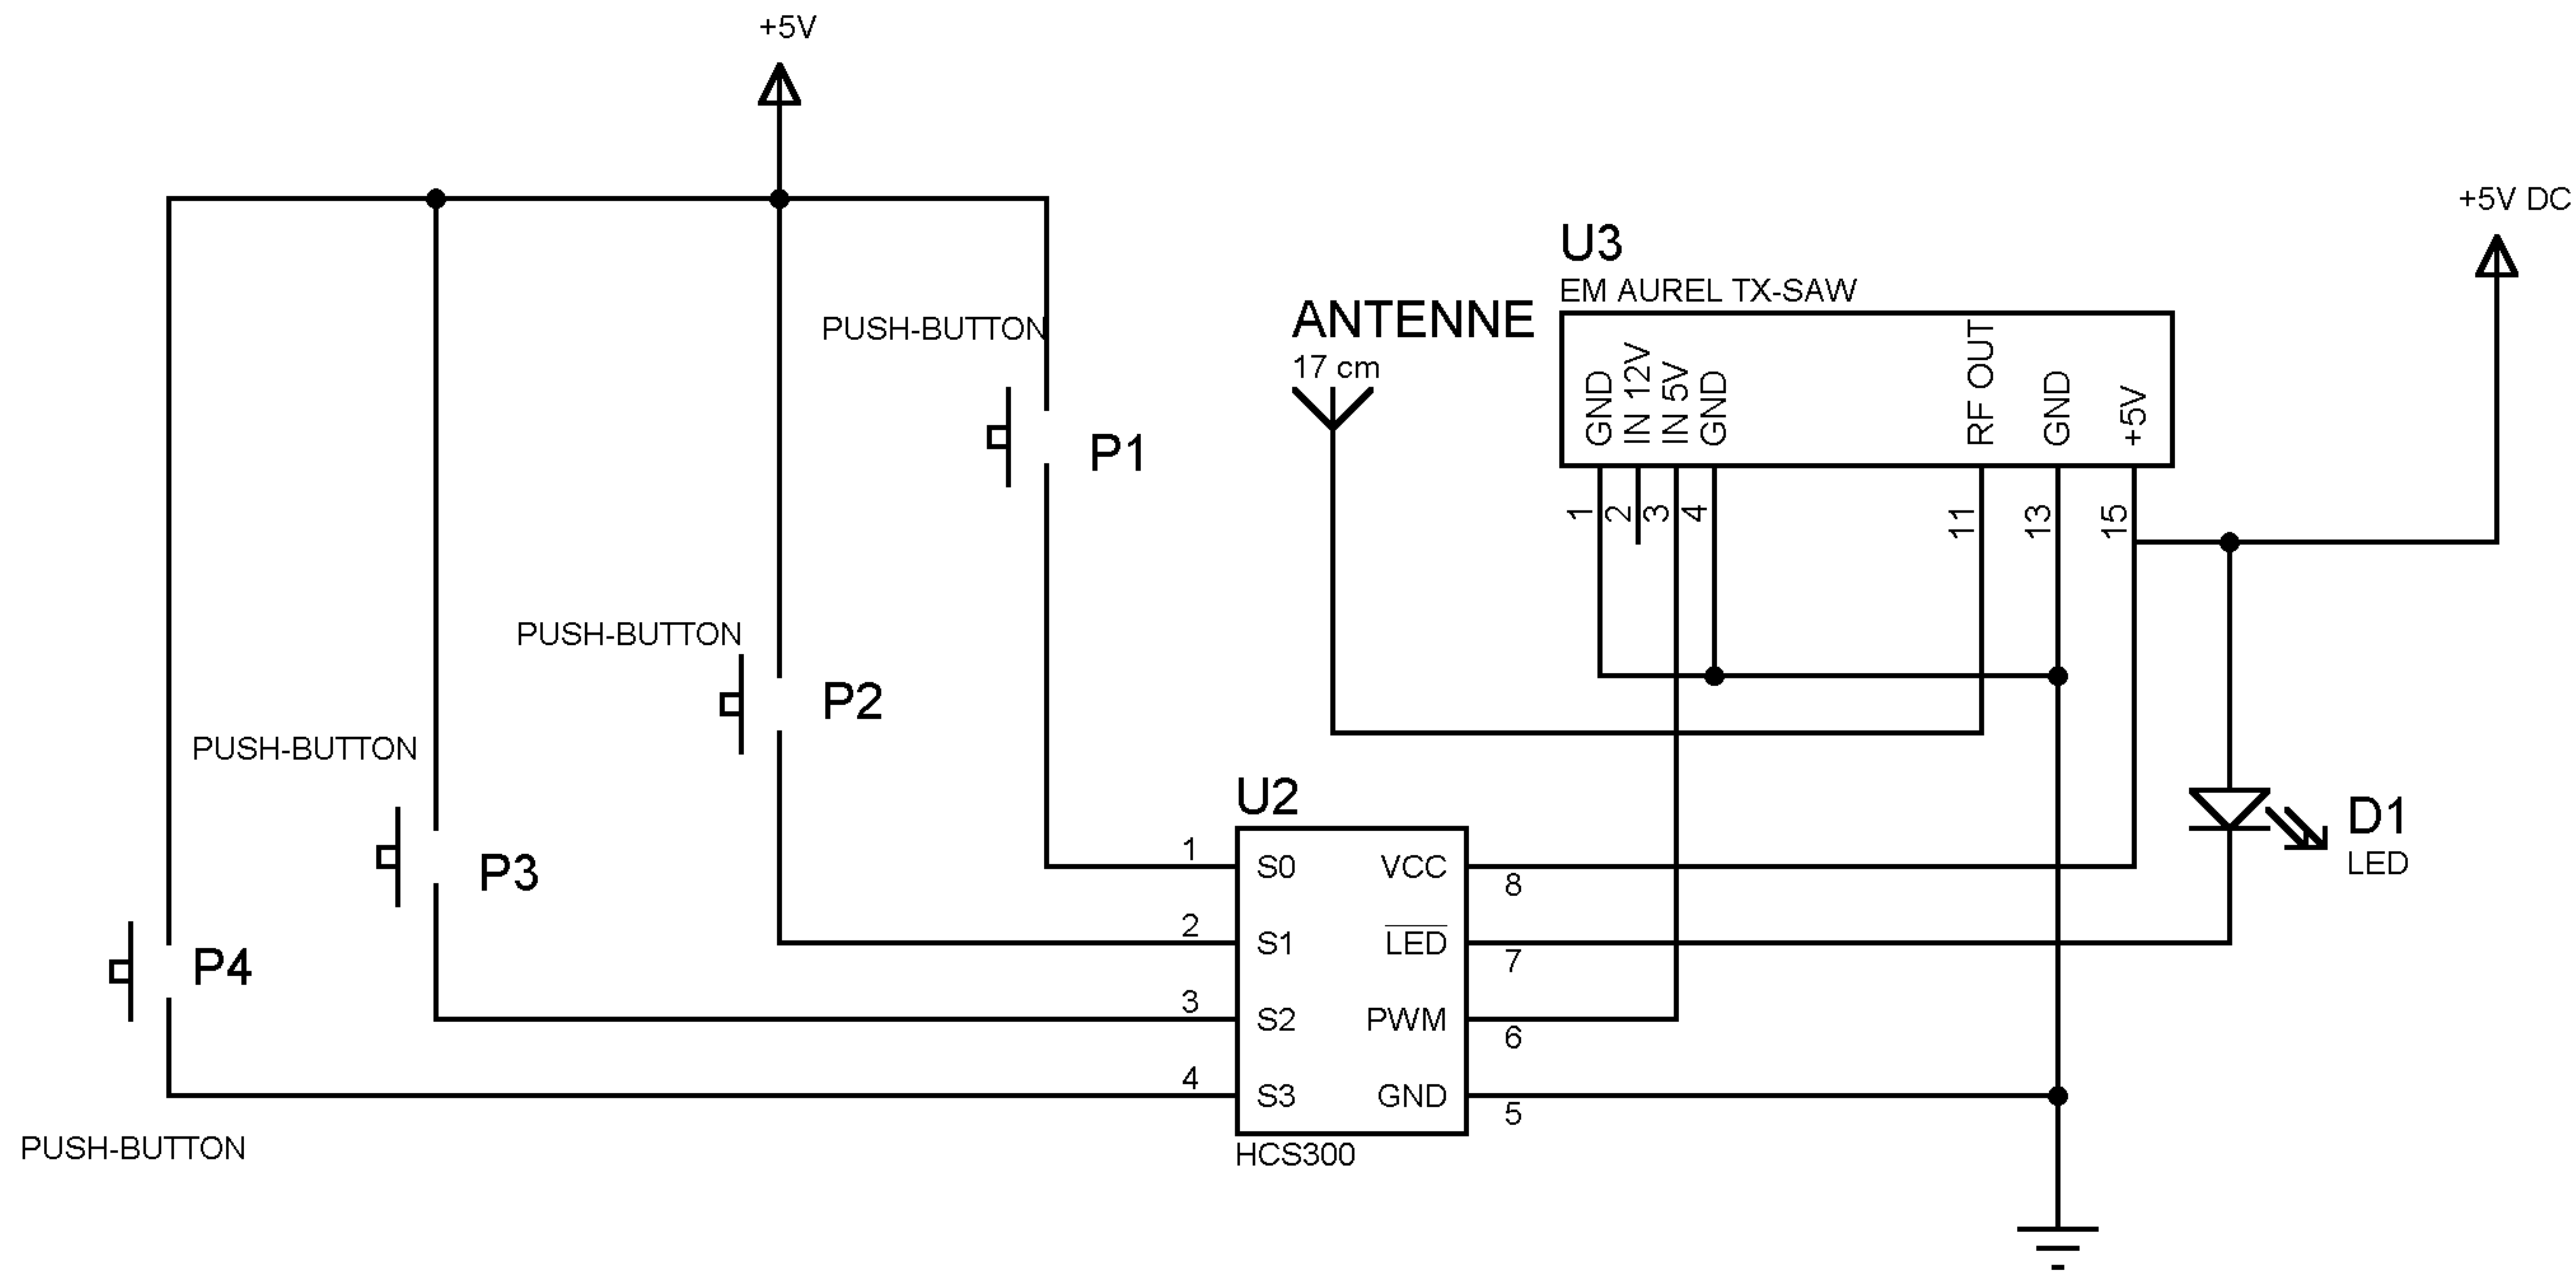 +5V
+5V DC
U3
EM AUREL TX-SAW
ANTENNE
17 cm
PUSH-BUTTON
P1
GND
IN 12V
IN 5V
GND
RF OUT
GND
+5V
1
2
3
4
11
13
15
PUSH-BUTTON
P2
PUSH-BUTTON
P3
P4
PUSH-BUTTON
U2
1 S0 VCC 8
2 S1 LED 7
3 S2 PWM 6
4 S3 GND 5
HCS300
D1
LED